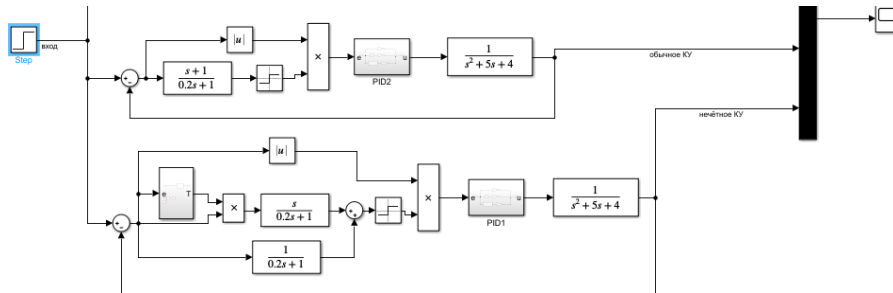 вход
Step
|u|
s + 1
0.2s + 1
×
e
u
PID2
1
s² + 5s + 4
обычное КУ
нечётное КУ
|u|
e
T
×
s
0.2s + 1
×
e
u
PID1
1
s² + 5s + 4
1
0.2s + 1